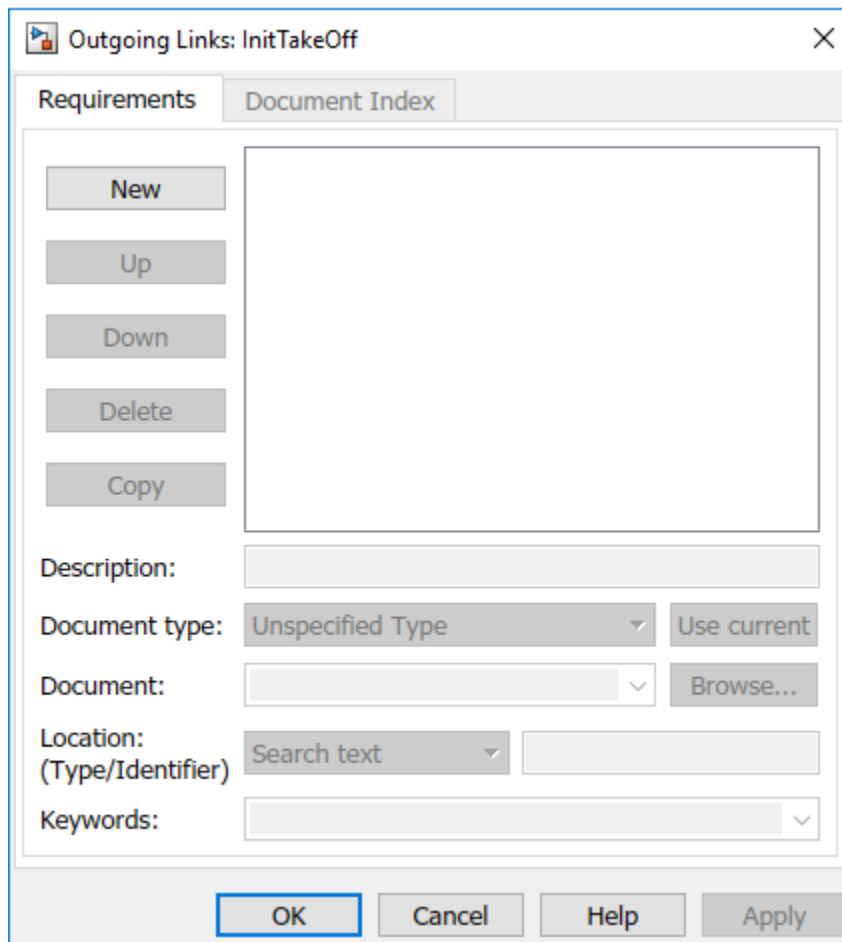 Outgoing Links: InitTakeOff
Requirements
Document Index
New
Up
Down
Delete
Copy
Description:
Document type:
Unspecified Type
Use current
Document:
Browse...
Location:
(Type/Identifier)
Search text
Keywords:
OK
Cancel
Help
Apply